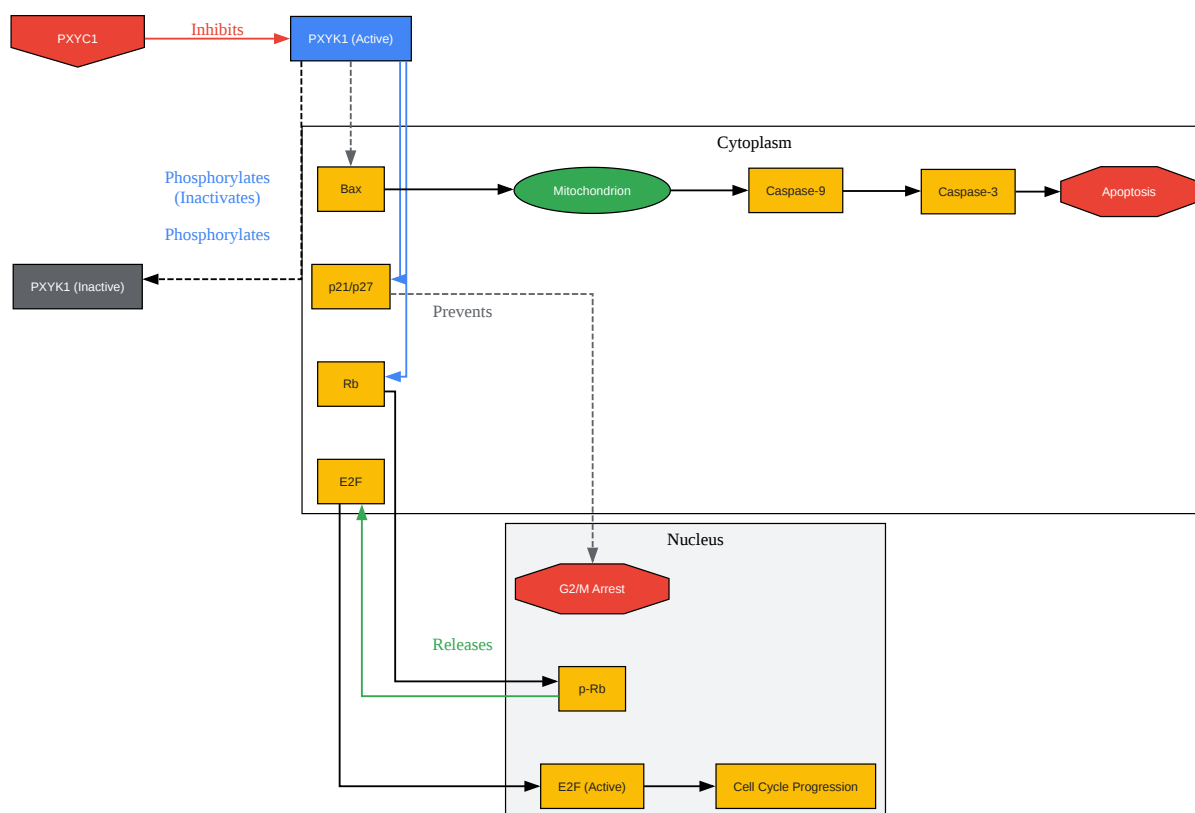 PXYC1
Inhibits
PXYK1 (Active)
Cytoplasm
Phosphorylates
(Inactivates)
Bax
Mitochondrion
Caspase-9
Caspase-3
Apoptosis
Phosphorylates
PXYK1 (Inactive)
p21/p27
Prevents
Rb
E2F
Nucleus
G2/M Arrest
Releases
p-Rb
E2F (Active)
Cell Cycle Progression